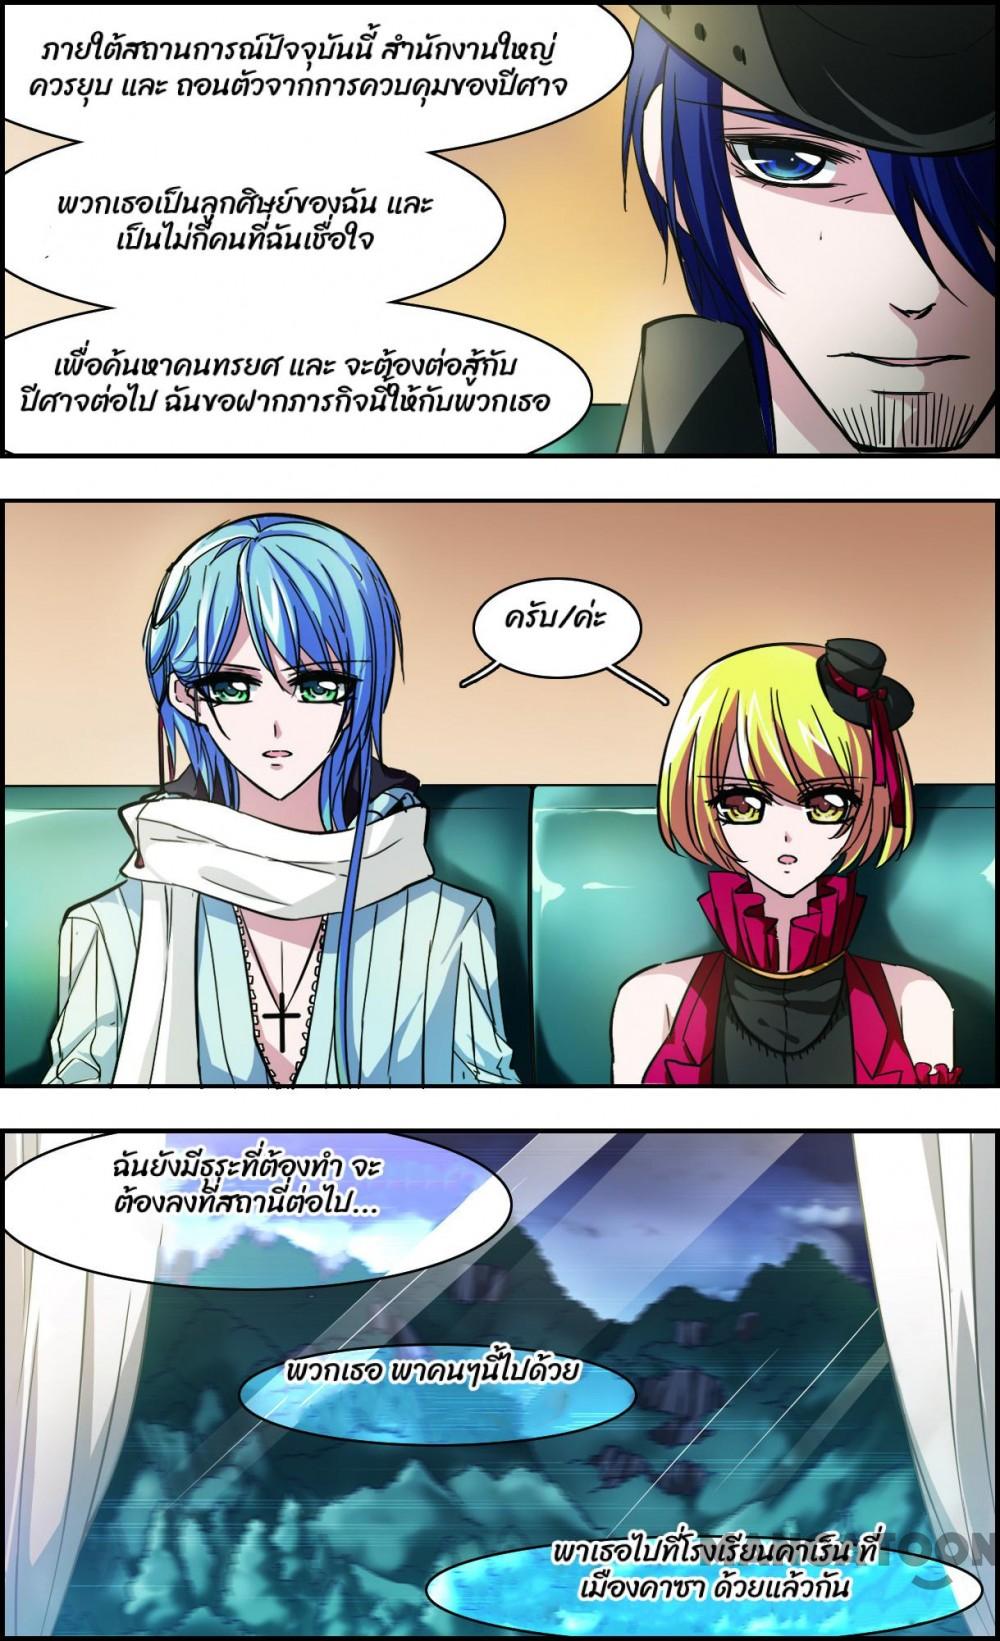 ภายใต้สถานการณ์ปัจจุบันนี้ สำนักงานใหญ่
ควรยุบ และ ถอนตัวจากการควบคุมของปีศาจ
พวกเธอเป็นลูกศิษย์ของฉัน และ
เป็นไม่กี่คนที่ฉันเชื่อใจ
เพื่อค้นหาคนทรยศ และ จะต้องต่อสู้กับ
ปีศาจต่อไป ฉันขอฝากภารกิจนี้ให้กับพวกเธอ
ครับ/ค่ะ
ฉันยังมีธุระที่ต้องทำ จะ
ต้องลงที่สถานีต่อไป...
พวกเธอ พาคนๆนี้ไปด้วย
พาเธอไปที่โรงเรียนคาเร็น ที่
เมืองคาซา ด้วยแล้วกัน